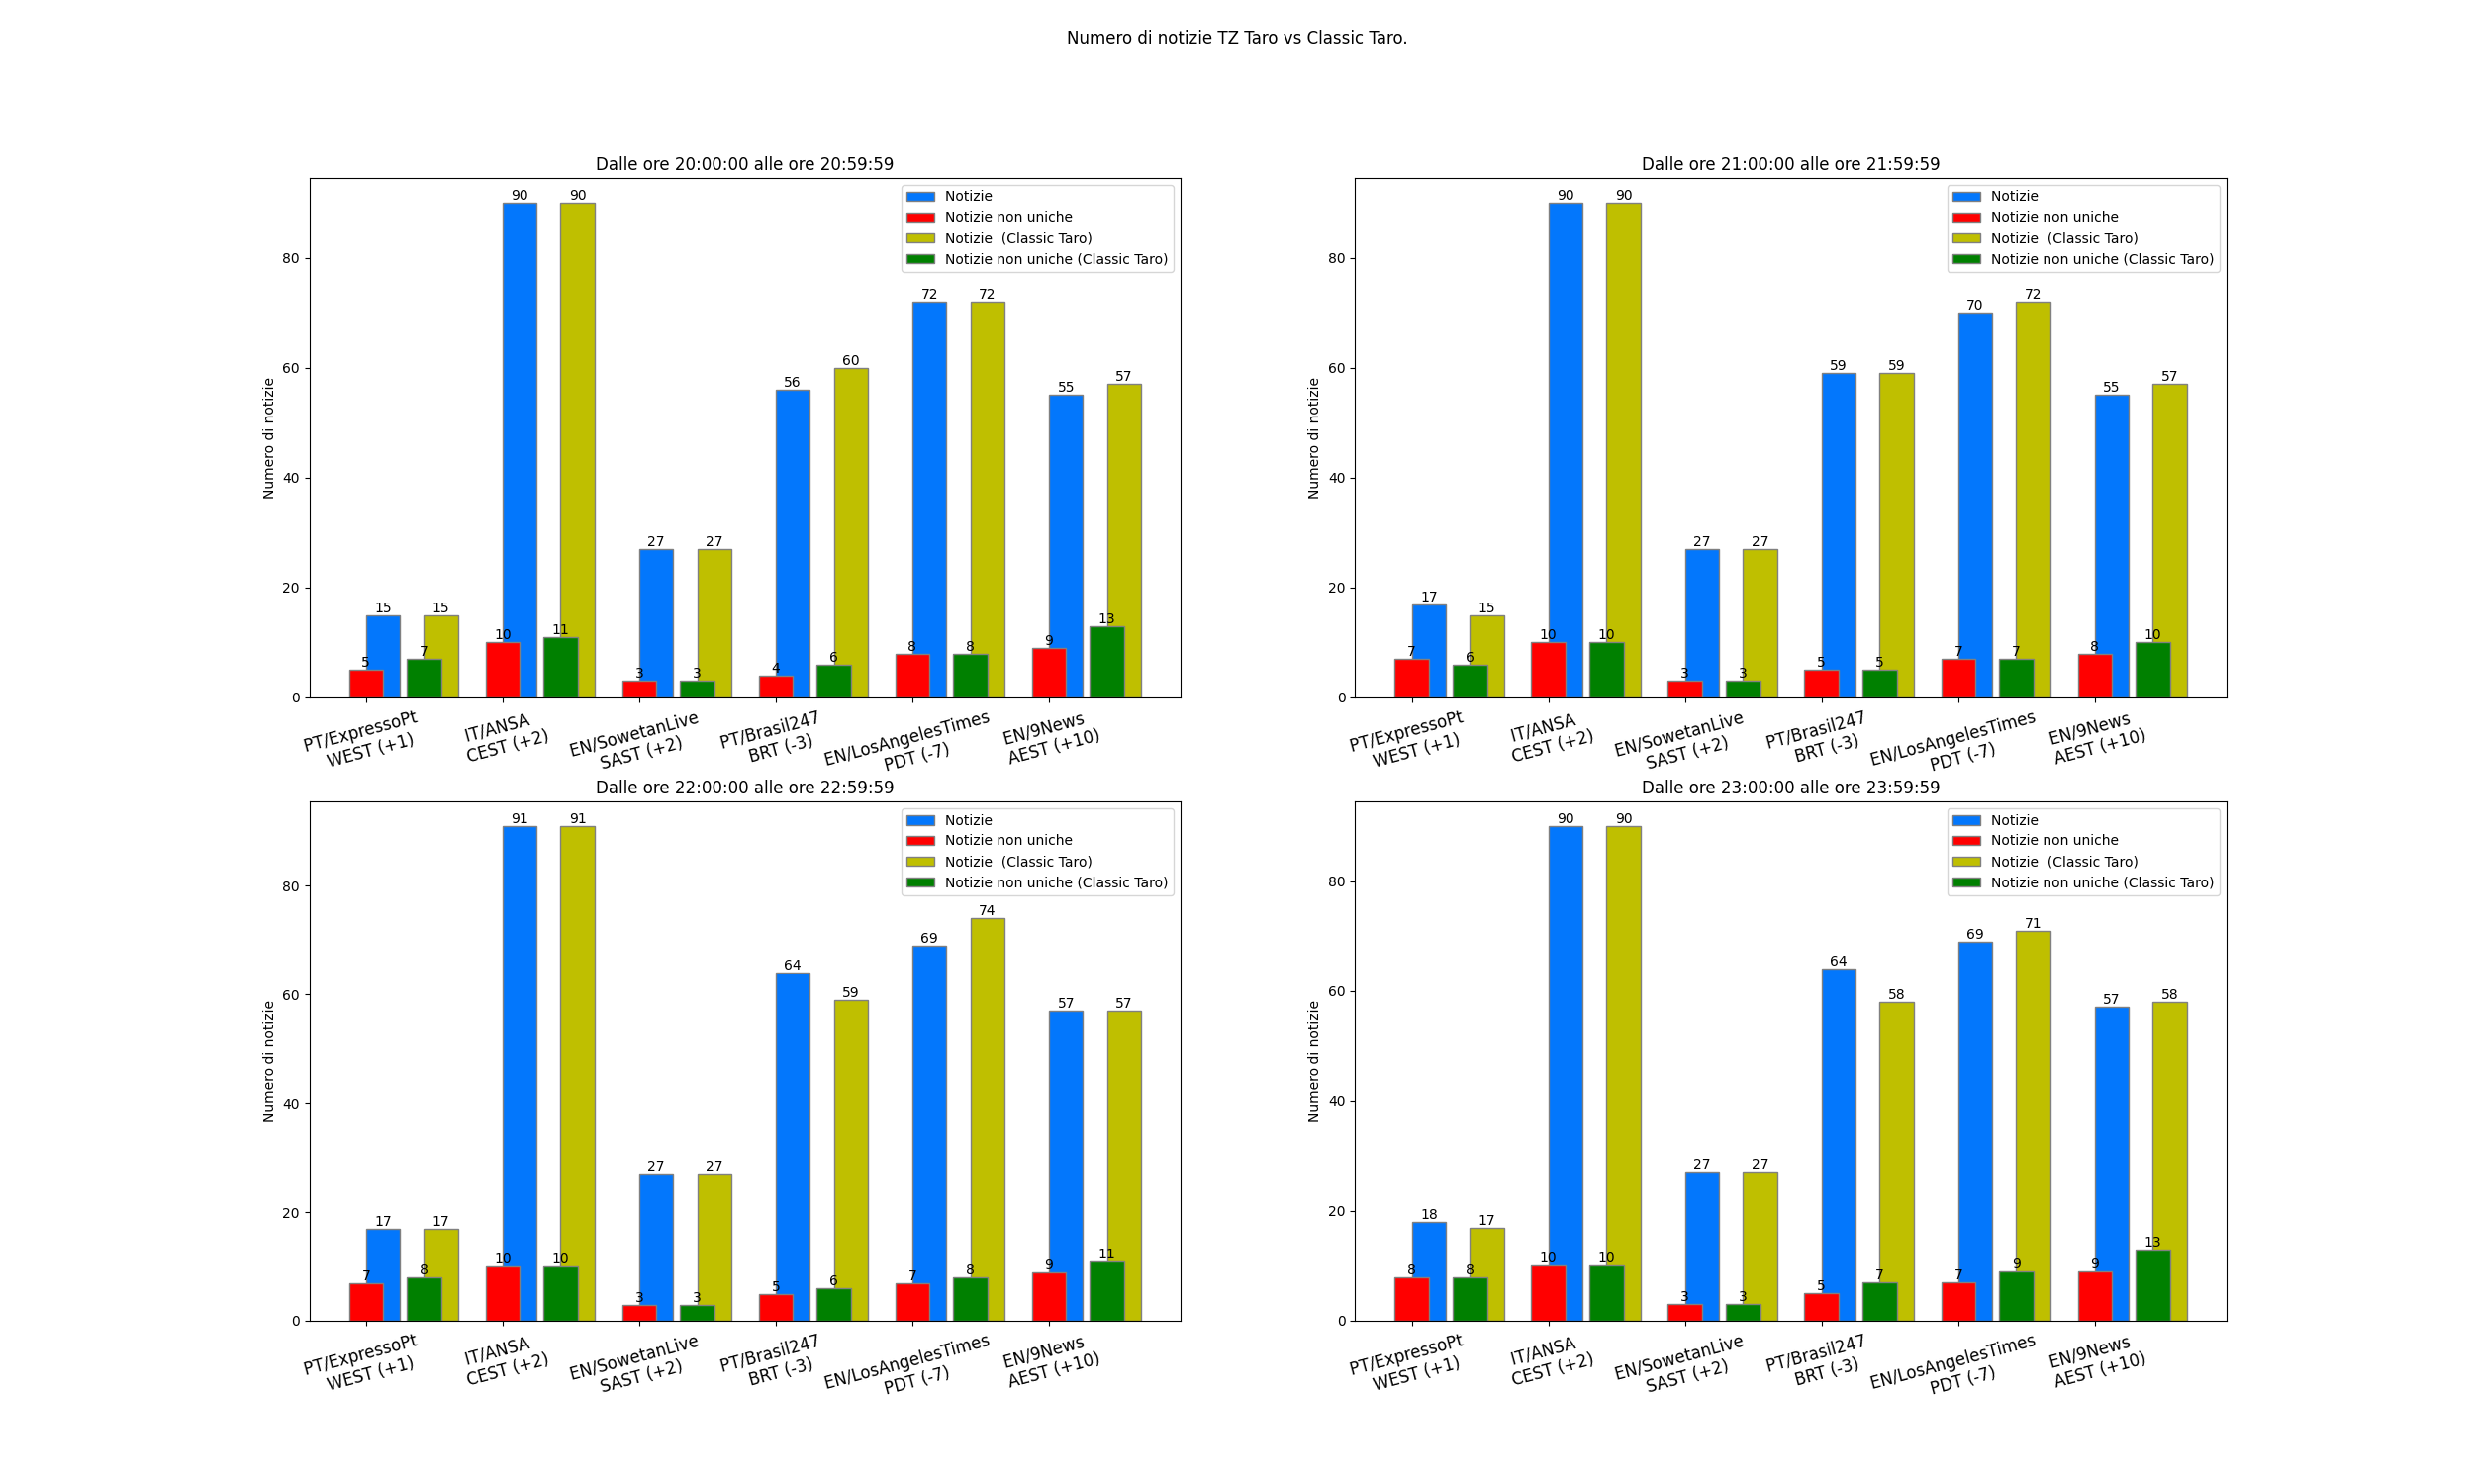 Numero di notizie TZ Taro vs Classic Taro.
Dalle ore 20:00:00 alle ore 20:59:59
Numero di notizie
0
20
40
60
80
Notizie
Notizie non uniche
Notizie  (Classic Taro)
Notizie non uniche (Classic Taro)
5 15 7 15
10 90 11 90
3 27 3 27
4 56 6 60
8 72 8 72
9 55 13 57
PT/ExpressoPt
WEST (+1)
IT/ANSA
CEST (+2)
EN/SowetanLive
SAST (+2)
PT/Brasil247
BRT (-3)
EN/LosAngelesTimes
PDT (-7)
EN/9News
AEST (+10)
Dalle ore 21:00:00 alle ore 21:59:59
Numero di notizie
0
20
40
60
80
Notizie
Notizie non uniche
Notizie  (Classic Taro)
Notizie non uniche (Classic Taro)
7 17 6 15
10 90 10 90
3 27 3 27
5 59 5 59
7 70 7 72
8 55 10 57
PT/ExpressoPt
WEST (+1)
IT/ANSA
CEST (+2)
EN/SowetanLive
SAST (+2)
PT/Brasil247
BRT (-3)
EN/LosAngelesTimes
PDT (-7)
EN/9News
AEST (+10)
Dalle ore 22:00:00 alle ore 22:59:59
Numero di notizie
0
20
40
60
80
Notizie
Notizie non uniche
Notizie  (Classic Taro)
Notizie non uniche (Classic Taro)
7 17 8 17
10 91 10 91
3 27 3 27
5 64 6 59
7 69 8 74
9 57 11 57
PT/ExpressoPt
WEST (+1)
IT/ANSA
CEST (+2)
EN/SowetanLive
SAST (+2)
PT/Brasil247
BRT (-3)
EN/LosAngelesTimes
PDT (-7)
EN/9News
AEST (+10)
Dalle ore 23:00:00 alle ore 23:59:59
Numero di notizie
0
20
40
60
80
Notizie
Notizie non uniche
Notizie  (Classic Taro)
Notizie non uniche (Classic Taro)
8 18 8 17
10 90 10 90
3 27 3 27
5 64 7 58
7 69 9 71
9 57 13 58
PT/ExpressoPt
WEST (+1)
IT/ANSA
CEST (+2)
EN/SowetanLive
SAST (+2)
PT/Brasil247
BRT (-3)
EN/LosAngelesTimes
PDT (-7)
EN/9News
AEST (+10)